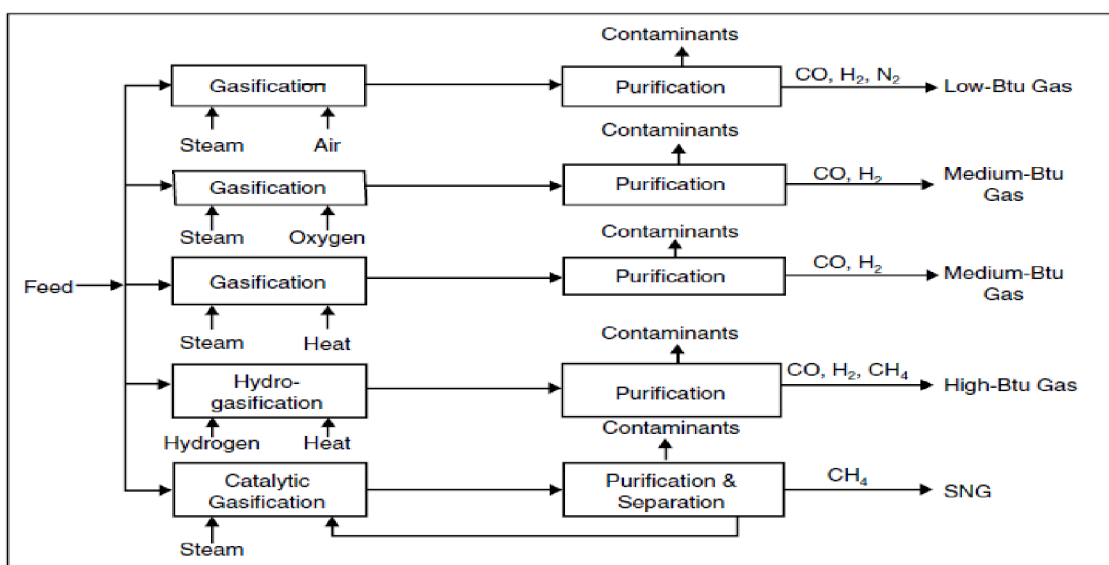 Contaminants
Gasification
Purification
CO, H₂, N₂
Low-Btu Gas
Steam
Air
Contaminants
Gasification
Purification
CO, H₂
Medium-Btu
Gas
Steam
Oxygen
Contaminants
Feed
Gasification
Purification
CO, H₂
Medium-Btu
Gas
Steam
Heat
Contaminants
Hydro-
gasification
Purification
CO, H₂, CH₄
High-Btu Gas
Hydrogen
Heat
Contaminants
Catalytic
Gasification
Purification &
Separation
CH₄
SNG
Steam